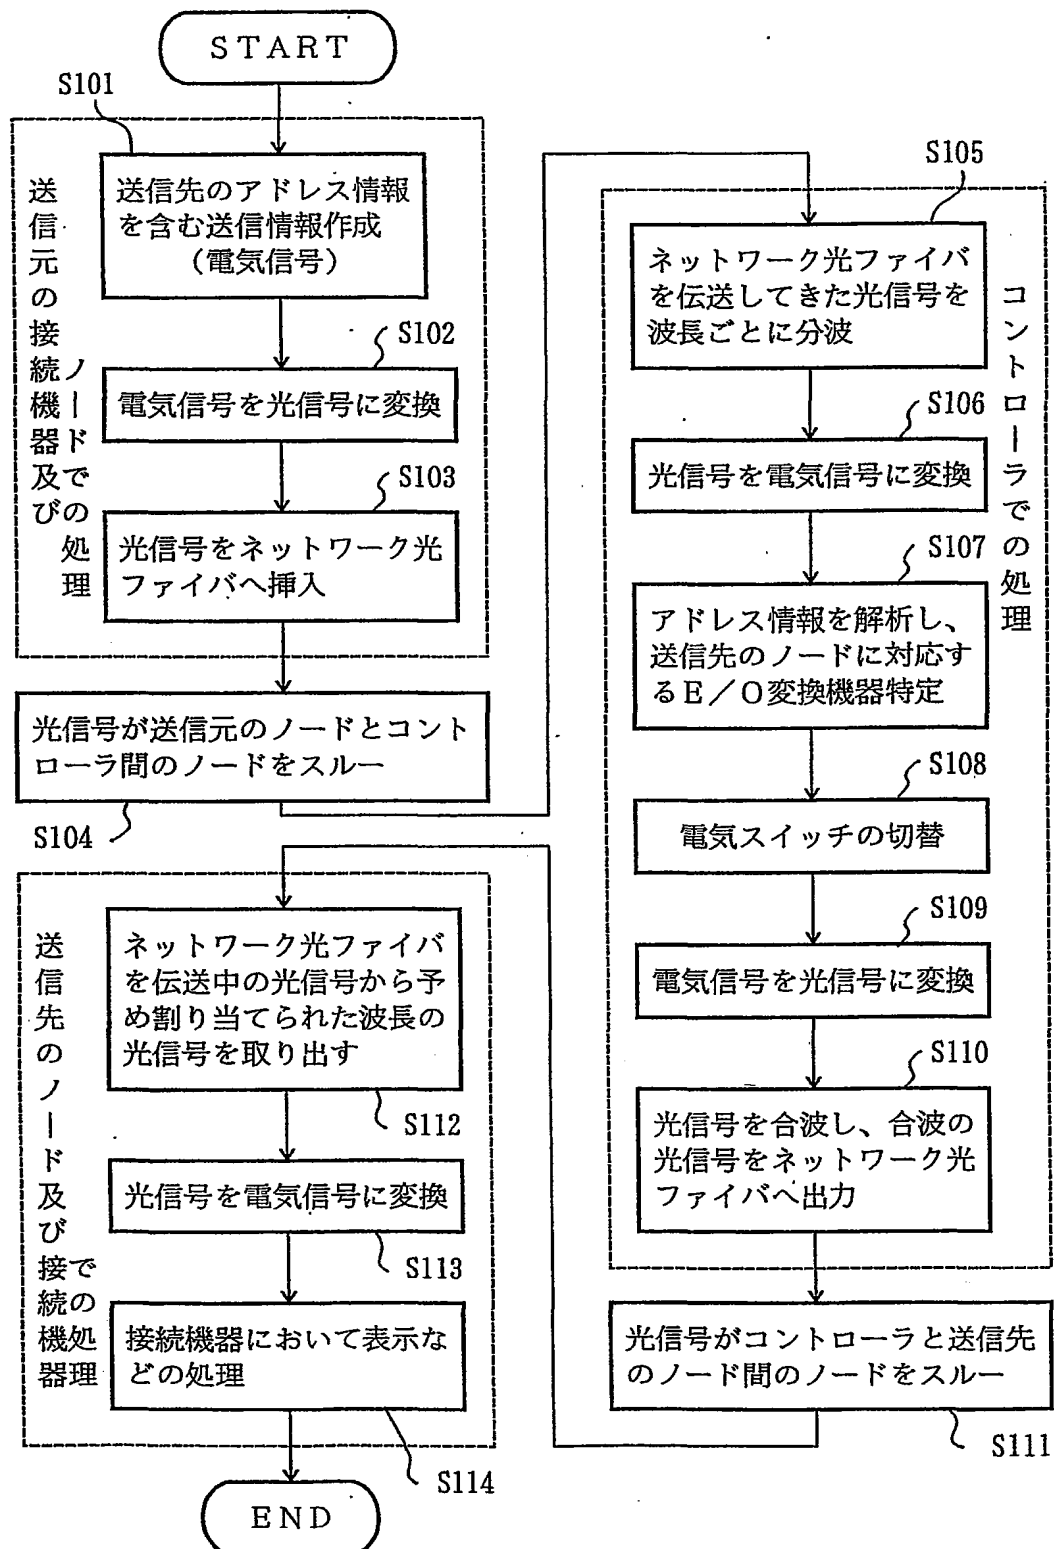 START
S101
送信元の接続機器及び
ノードでの処理
送信先のアドレス情報
を含む送信情報作成
（電気信号）
S102
電気信号を光信号に変換
S103
光信号をネットワーク光
ファイバへ挿入
光信号が送信元のノードとコント
ローラ間のノードをスルー
S104
コントローラでの処理
S105
ネットワーク光ファイバ
を伝送してきた光信号を
波長ごとに分波
S106
光信号を電気信号に変換
S107
アドレス情報を解析し、
送信先のノードに対応す
るE／O変換機器特定
S108
電気スイッチの切替
S109
電気信号を光信号に変換
S110
光信号を合波し、合波の
光信号をネットワーク光
ファイバへ出力
光信号がコントローラと送信先
のノード間のノードをスルー
S111
送信先のノード及び接続機器
での処理
ネットワーク光ファイバ
を伝送中の光信号から予
め割り当てられた波長の
光信号を取り出す
S112
光信号を電気信号に変換
S113
接続機器において表示な
どの処理
S114
END